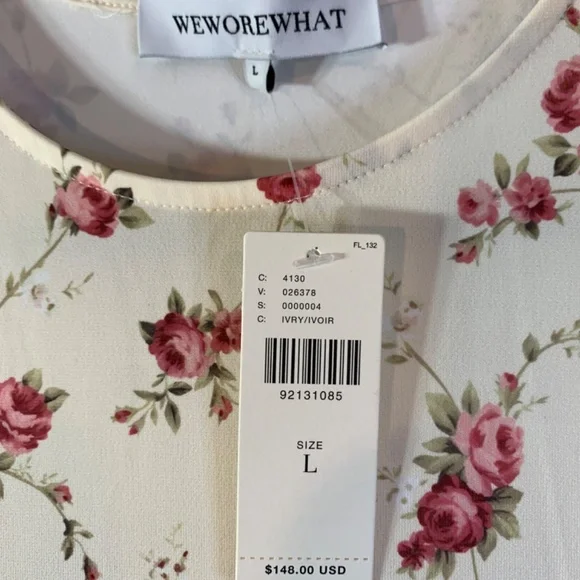 WEWOREWHAT
L
FL_132
C: 4130
V: 026378
S: 0000004
C: IVRY/IVOIR
92131085
SIZE
L
$148.00 USD